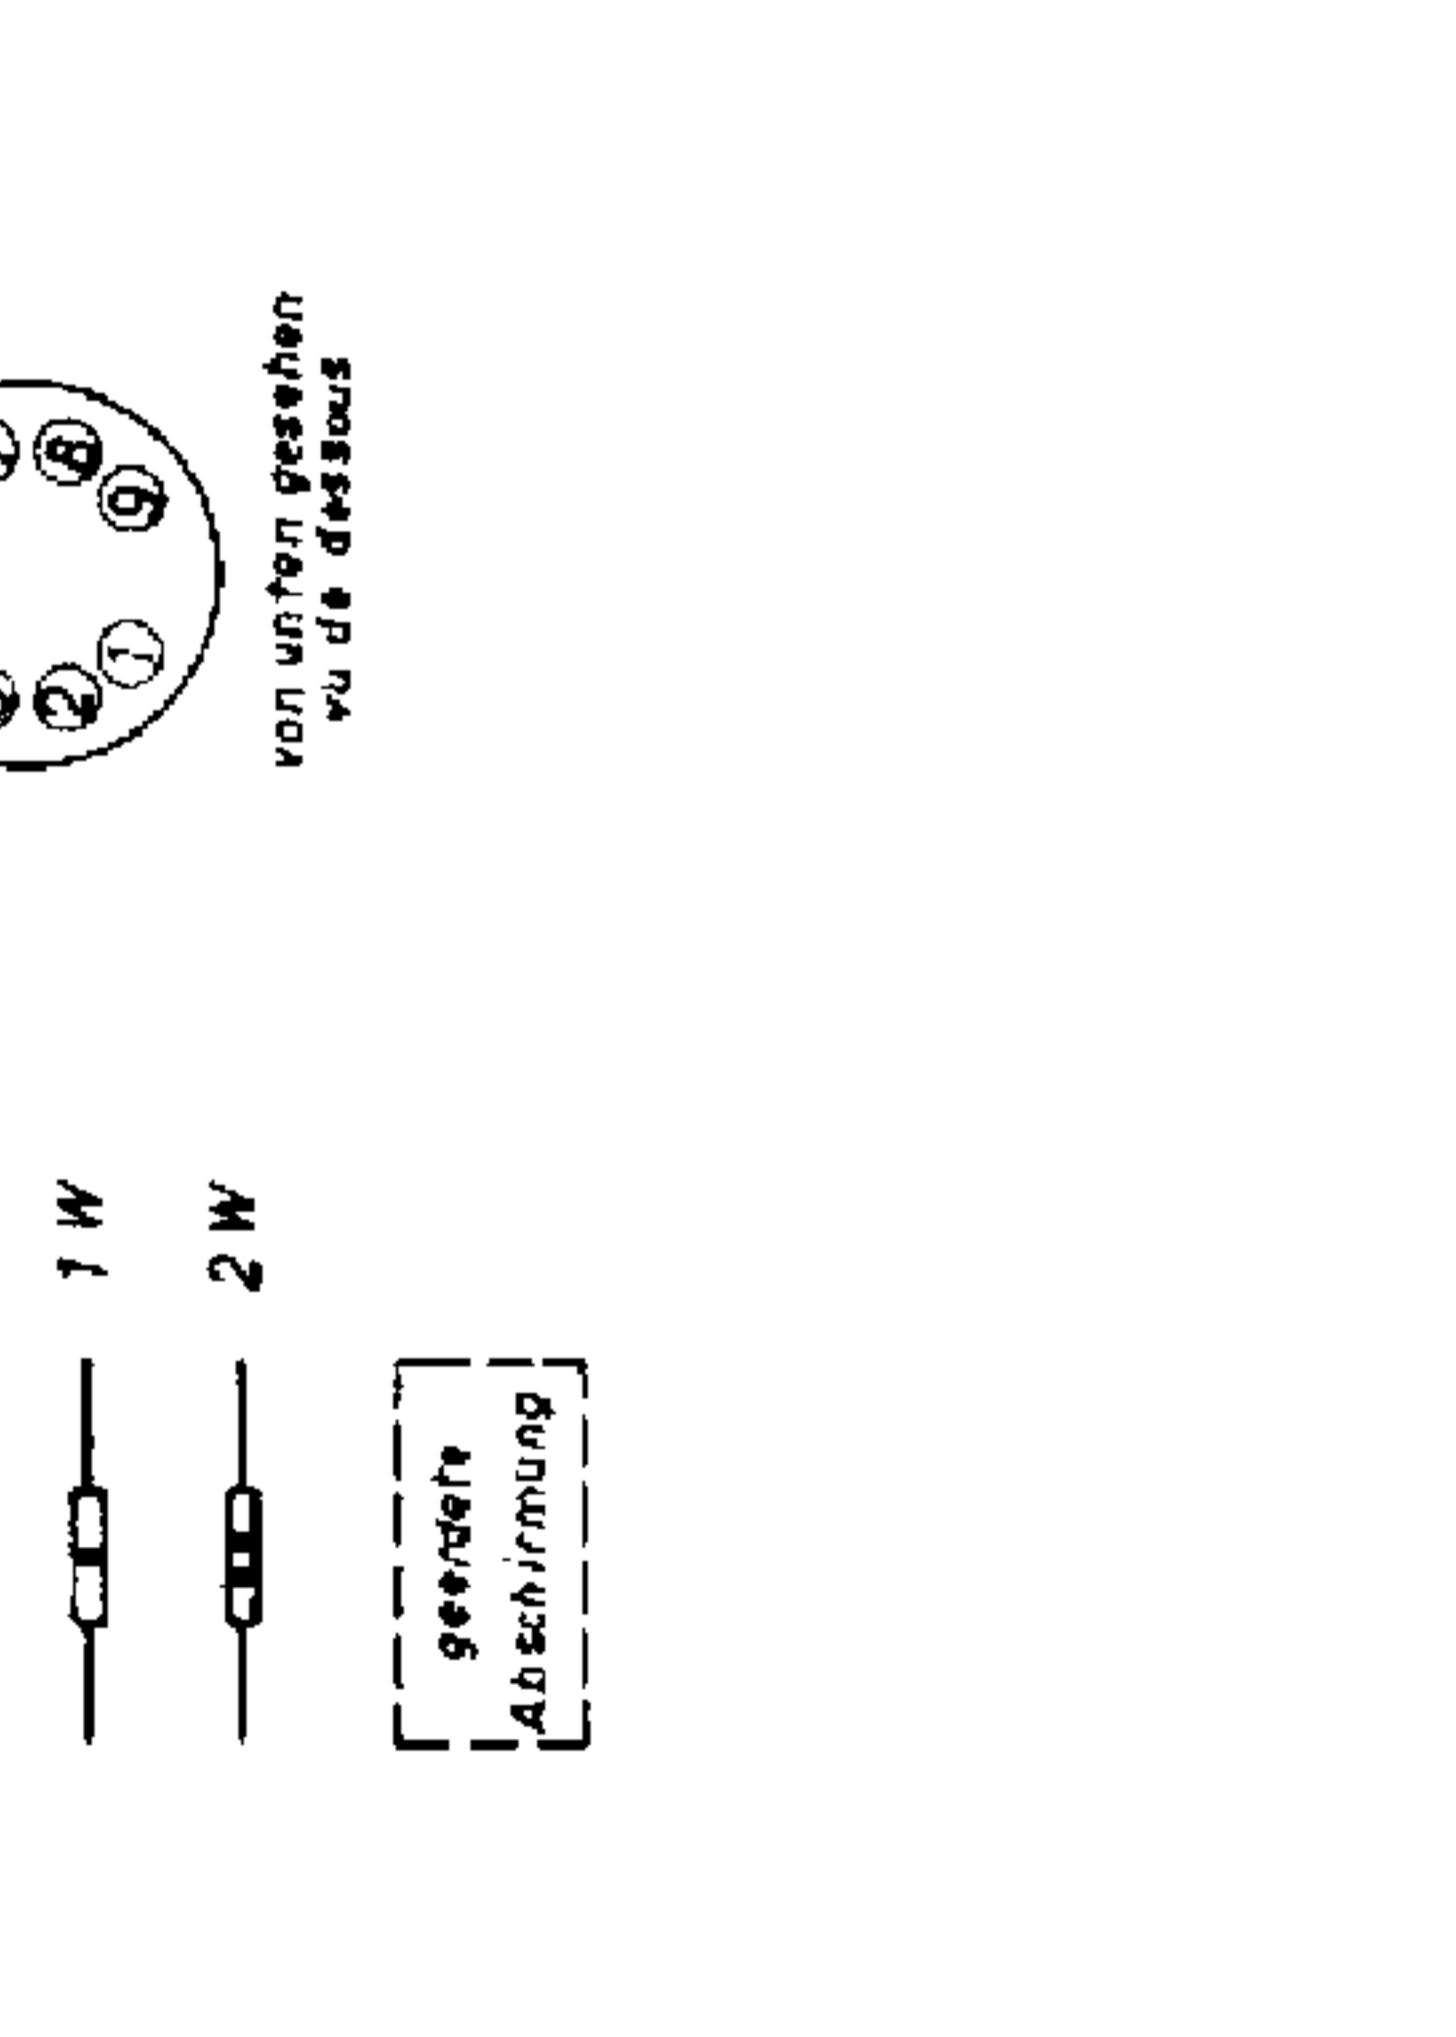 8
9
1
2
von unten gesehen
vu de dessous
1 W
2 W
geerdete
Abschirmung